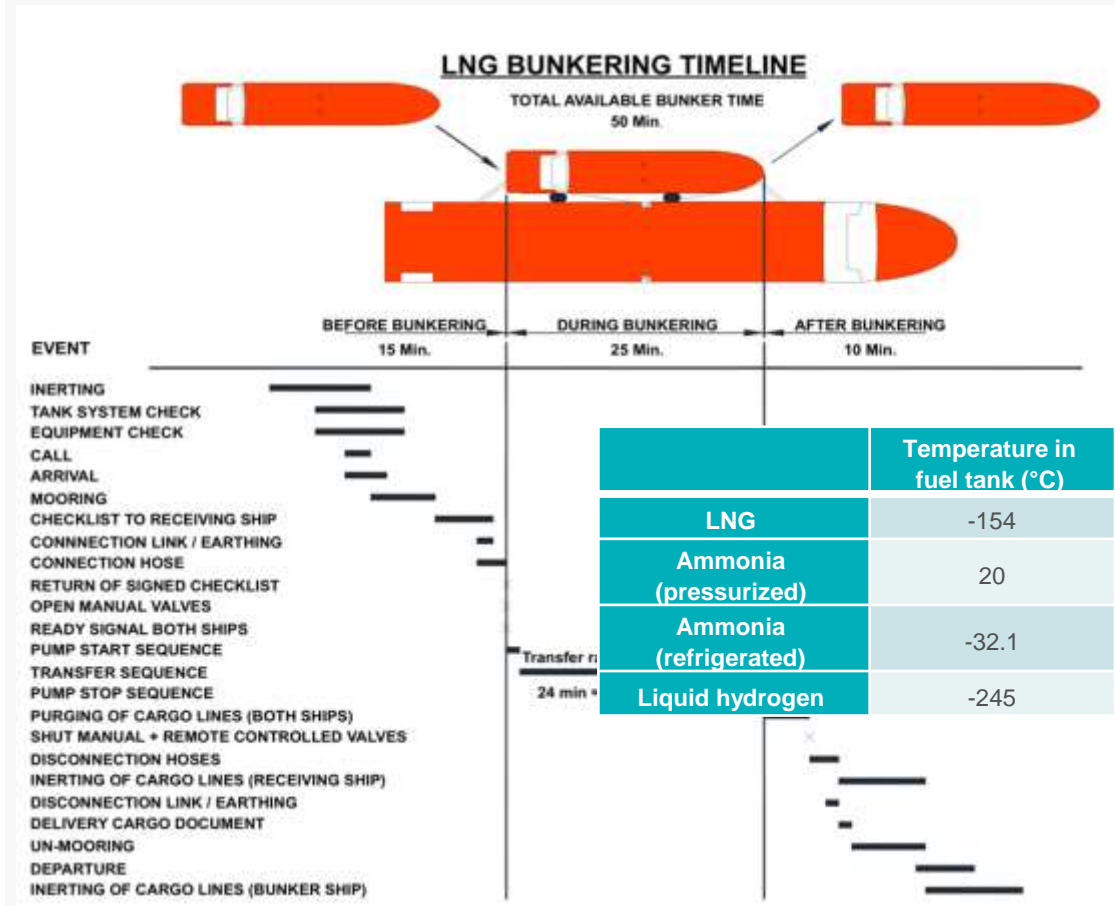 LNG BUNKERING TIMELINE
TOTAL AVAILABLE BUNKER TIME
50 Min.
BEFORE BUNKERING
DURING BUNKERING
AFTER BUNKERING
EVENT
15 Min.
25 Min.
10 Min.
INERTING
TANK SYSTEM CHECK
EQUIPMENT CHECK
CALL
ARRIVAL
MOORING
CHECKLIST TO RECEIVING SHIP
CONNNECTION LINK / EARTHING
CONNECTION HOSE
RETURN OF SIGNED CHECKLIST
OPEN MANUAL VALVES
READY SIGNAL BOTH SHIPS
PUMP START SEQUENCE
TRANSFER SEQUENCE
PUMP STOP SEQUENCE
PURGING OF CARGO LINES (BOTH SHIPS)
SHUT MANUAL + REMOTE CONTROLLED VALVES
DISCONNECTION HOSES
INERTING OF CARGO LINES (RECEIVING SHIP)
DISCONNECTION LINK / EARTHING
DELIVERY CARGO DOCUMENT
UN-MOORING
DEPARTURE
INERTING OF CARGO LINES (BUNKER SHIP)
Transfer
24 min =
Temperature in
fuel tank (°C)
LNG
-154
Ammonia
(pressurized)
20
Ammonia
(refrigerated)
-32.1
Liquid hydrogen
-245